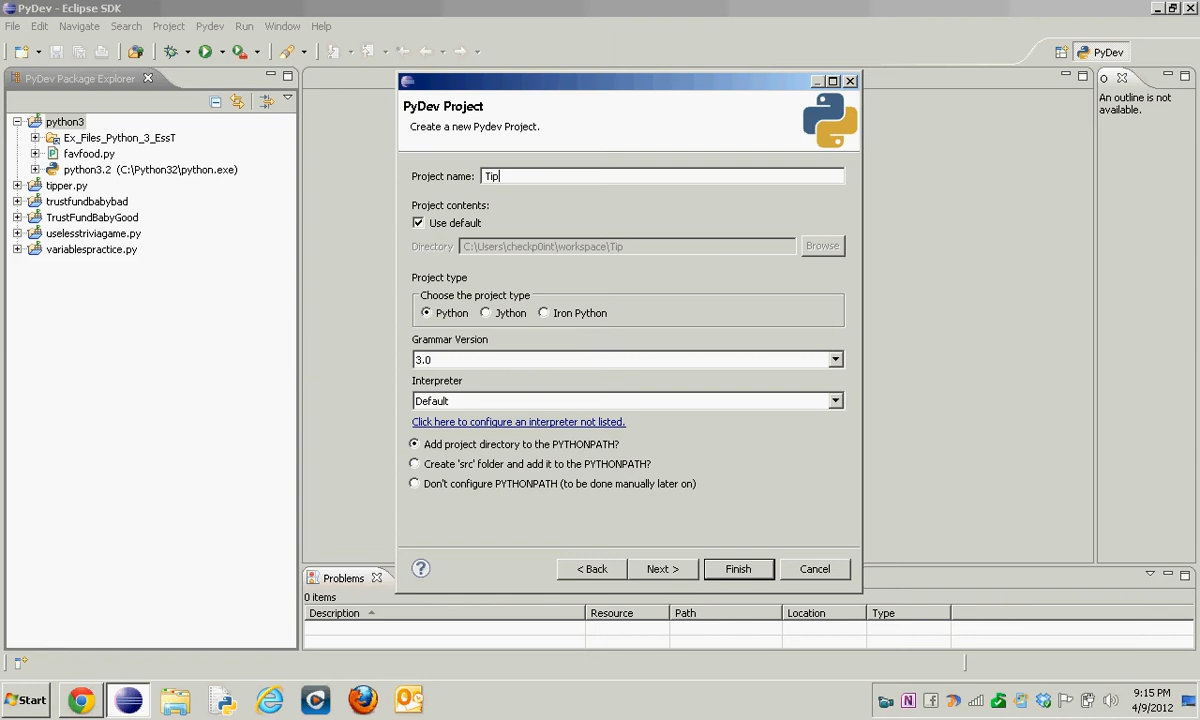 PyDev - Eclipse SDK
File Edit Navigate Search Project Pydev Run Window Help
PyDev
PyDev Package Explorer
python3
Ex_Files_Python_3_EssT
favfood.py
python3.2 (C:\Python32\python.exe)
tipper.py
trustfundbabybad
TrustFundBabyGood
uselesstriviagame.py
variablespractice.py
PyDev Project
Create a new Pydev Project.
Project name: Tip
Project contents:
Use default
Directory C:\Users\checkp0int\workspace\Tip Browse
Project type
Choose the project type
Python Jython Iron Python
Grammar Version
3.0
Interpreter
Default
Click here to configure an interpreter not listed.
Add project directory to the PYTHONPATH?
Create 'src' folder and add it to the PYTHONPATH?
Don't configure PYTHONPATH (to be done manually later on)
? < Back Next > Finish Cancel
An outline is not
available.
Problems
0 items
Description Resource Path Location Type
Start
9:15 PM
4/9/2012